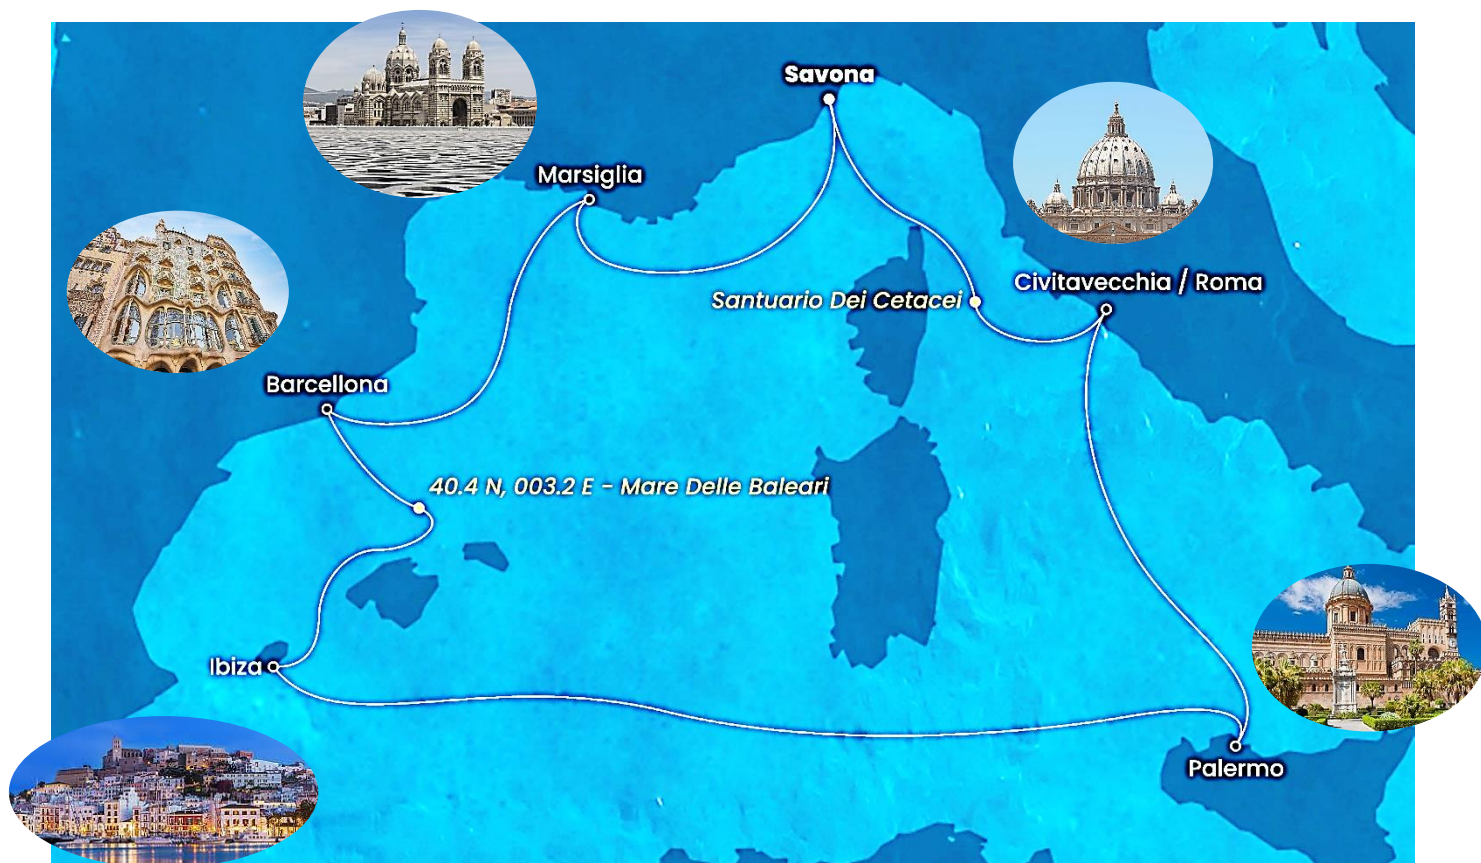 Savona
Marsiglia
Civitavecchia / Roma
Santuario Dei Cetacei
Barcellona
40.4 N, 003.2 E - Mare Delle Baleari
Ibiza
Palermo